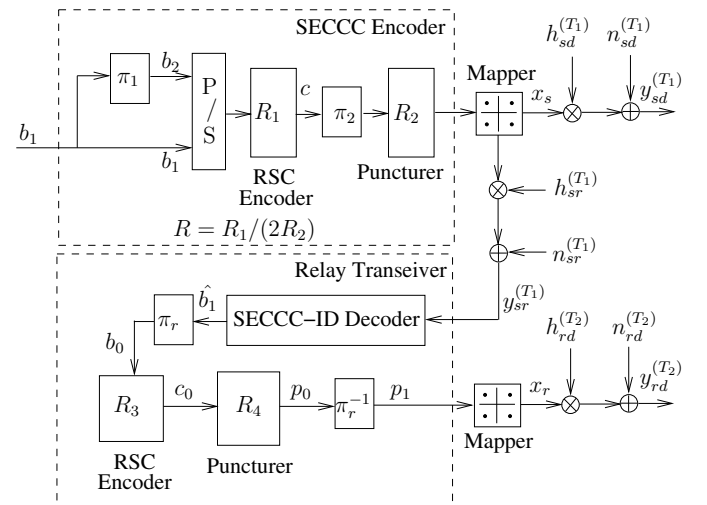 SECCC Encoder
h_{sd}^{(T_1)}
n_{sd}^{(T_1)}
π_1
b_2
P
/
S
R_1
c
π_2
R_2
Mapper
x_s
y_{sd}^{(T_1)}
b_1
b_1
RSC
Encoder
Puncturer
h_{sr}^{(T_1)}
R = R_1/(2R_2)
n_{sr}^{(T_1)}
Relay Transeiver
y_{sr}^{(T_1)}
\hat{b_1}
π_r
SECCC-ID Decoder
h_{rd}^{(T_2)}
n_{rd}^{(T_2)}
b_0
R_3
c_0
R_4
p_0
π_r^{-1}
p_1
x_r
y_{rd}^{(T_2)}
Mapper
RSC
Encoder
Puncturer